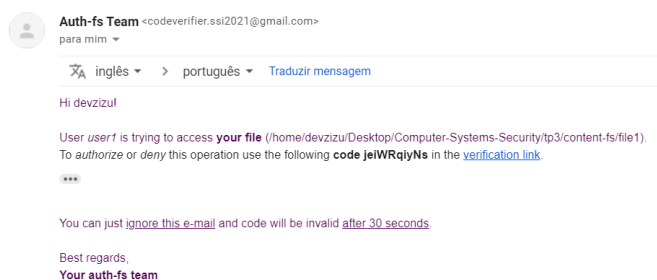 Auth-fs Team <codeverifier.ssi2021@gmail.com>
para mim
inglês > português Traduzir mensagem
Hi devzizu!
User user1 is trying to access your file (/home/devzizu/Desktop/Computer-Systems-Security/tp3/content-fs/file1).
To authorize or deny this operation use the following code jeiWRqiyNs in the verification link.
You can just ignore this e-mail and code will be invalid after 30 seconds.
Best regards,
Your auth-fs team